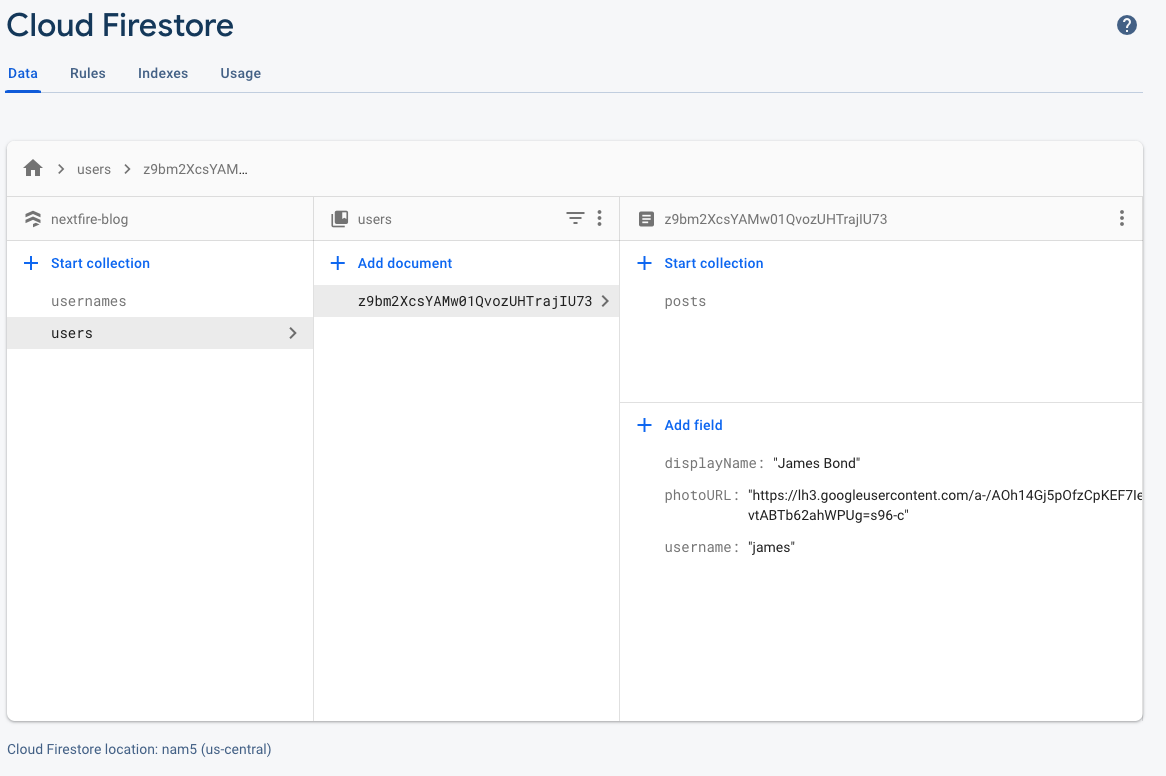 Cloud Firestore
?
Data Rules Indexes Usage
users z9bm2XcsYAM...
nextfire-blog
Start collection
usernames
users
users
Add document
z9bm2XcsYAMw01QvozUHTrajIU73
z9bm2XcsYAMw01QvozUHTrajIU73
Start collection
posts
Add field
displayName: "James Bond"
photoURL: "https://lh3.googleusercontent.com/a-/AOh14Gj5pOfzCpKEF7Ie
vtABTb62ahWPUg=s96-c"
username: "james"
Cloud Firestore location: nam5 (us-central)